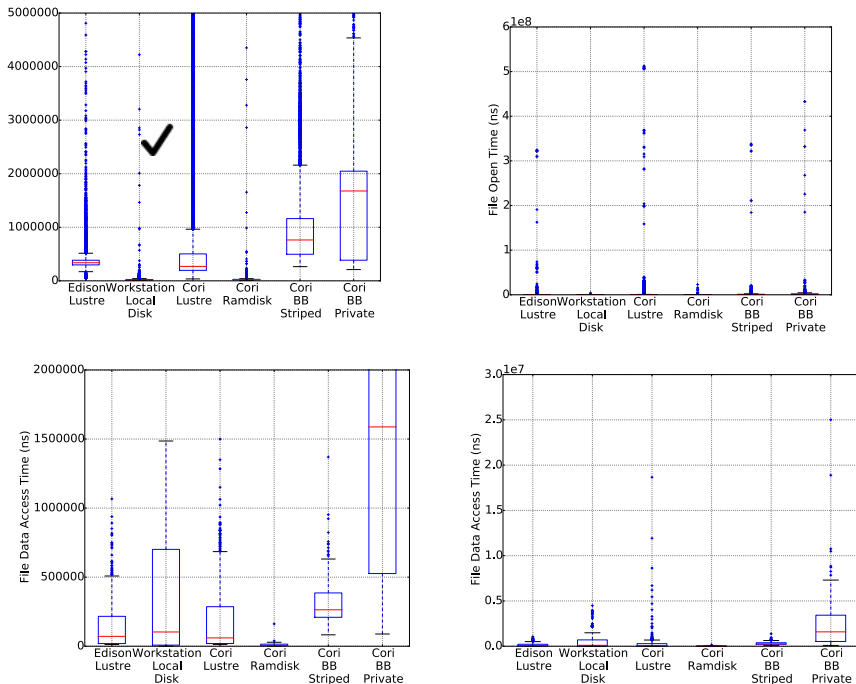 5000000
4000000
3000000
2000000
1000000
0
Edison Workstation Cori Cori Cori Cori
Lustre Local Lustre Ramdisk BB BB
Disk Striped Private
1e8
6
5
4
3
2
1
0
File Open Time (ns)
Edison Workstation Cori Cori Cori Cori
Lustre Local Lustre Ramdisk BB BB
Disk Striped Private
2000000
1500000
1000000
500000
0
File Data Access Time (ns)
Edison Workstation Cori Cori Cori Cori
Lustre Local Lustre Ramdisk BB BB
Disk Striped Private
1e7
3.0
2.5
2.0
1.5
1.0
0.5
0.0
File Data Access Time (ns)
Edison Workstation Cori Cori Cori Cori
Lustre Local Lustre Ramdisk BB BB
Disk Striped Private